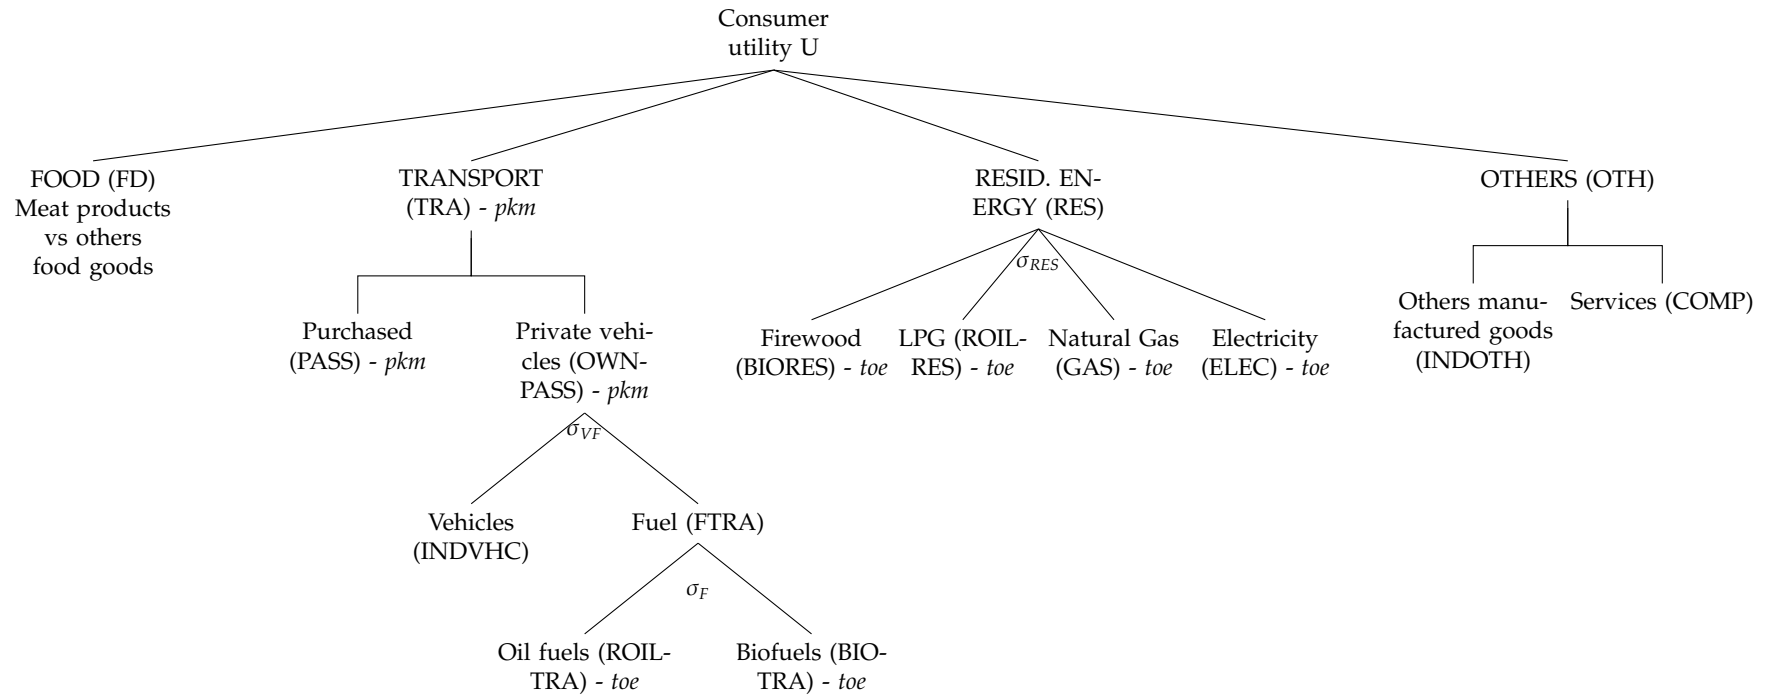 Consumer
utility U
FOOD (FD)
Meat products
vs others
food goods
TRANSPORT
(TRA) - pkm
RESID. EN-
ERGY (RES)
OTHERS (OTH)
σRES
Purchased
(PASS) - pkm
Private vehi-
cles (OWN-
PASS) - pkm
Firewood
(BIORES) - toe
LPG (ROIL-
RES) - toe
Natural Gas
(GAS) - toe
Electricity
(ELEC) - toe
Others manu-
factured goods
(INDOTH)
Services (COMP)
σVF
Vehicles
(INDVHC)
Fuel (FTRA)
σF
Oil fuels (ROIL-
TRA) - toe
Biofuels (BIO-
TRA) - toe